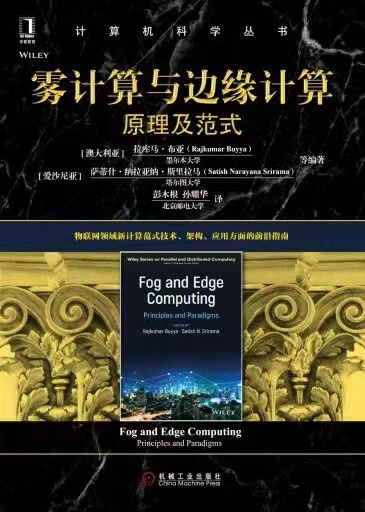 计算机科学丛书
华章教育
WILEY
雾计算与边缘计算
原理及范式
[澳大利亚] 拉库马·布亚(Rajkumar Buyya)
墨尔本大学
[爱沙尼亚] 萨蒂什·纳拉亚纳·斯里拉马(Satish Narayana Srirama)
塔尔图大学
等编著
彭木根 孙耀华 译
北京邮电大学
物联网领域新计算范式技术、架构、应用方面的前沿指南
Wiley Series on Parallel and Distributed Computing
Fog and Edge
Computing
Principles and Paradigms
EDITED BY
Rajkumar Buyya • Satish N. Srirama
WILEY
Fog and Edge Computing
Principles and Paradigms
机械工业出版社
China Machine Press